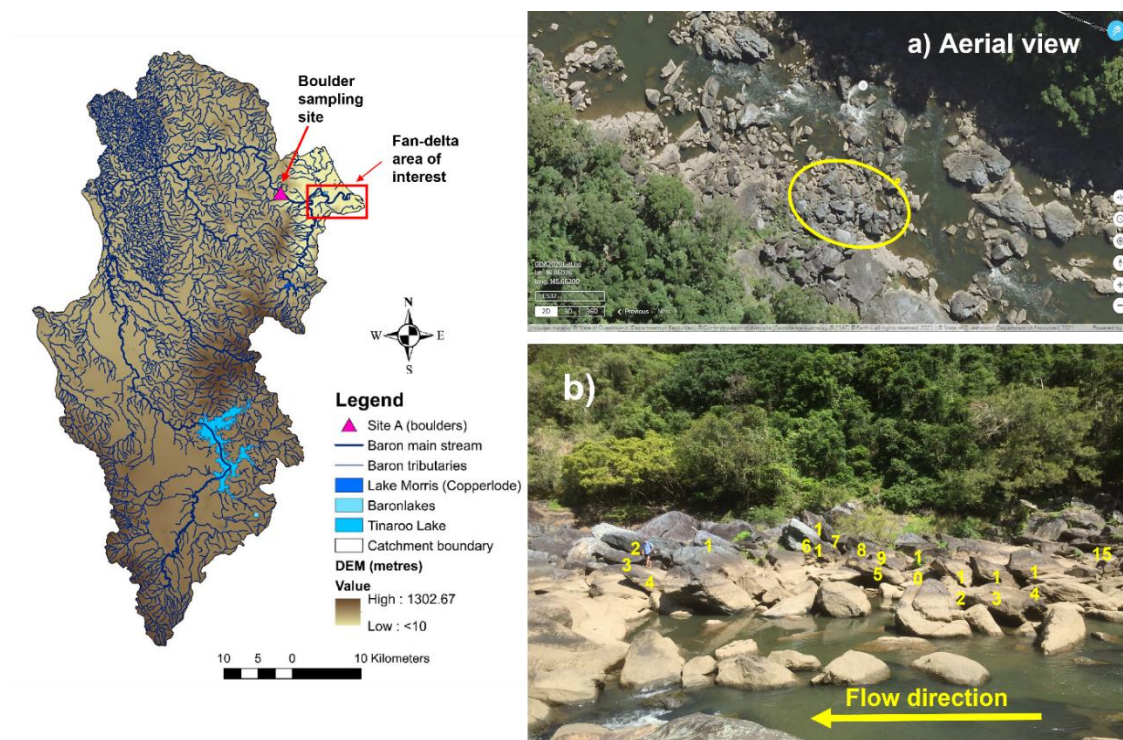 Boulder
sampling
site
Fan-delta
area of
interest
N
W
E
S
Legend
Site A (boulders)
Baron main stream
Baron tributaries
Lake Morris (Copperlode)
Baronlakes
Tinaroo Lake
Catchment boundary
DEM (metres)
Value
High : 1302.67
Low : <10
10 5 0 10 Kilometers
a) Aerial view
2D 3D 360
b)
1
2 1 6 1 7 8
3 9 1 15
4 5 0 1 1 1
2 3 4
Flow direction